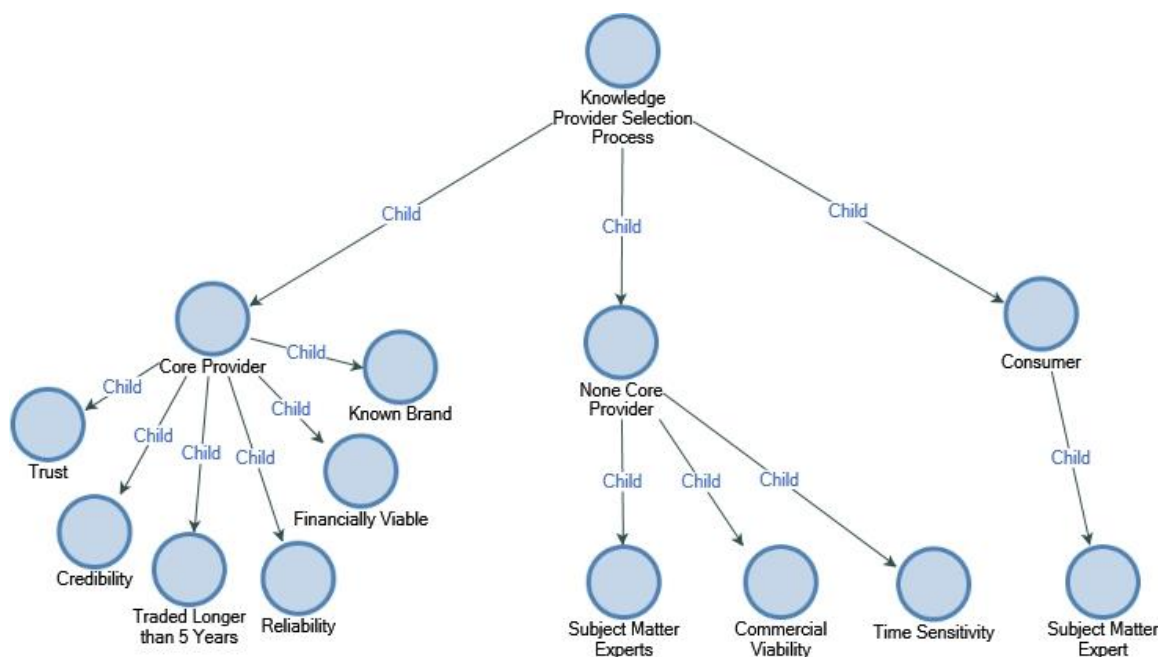 Knowledge
Provider Selection
Process
Child
Child
Child
Core Provider
None Core
Provider
Consumer
Child
Child
Child
Child
Child
Child
Known Brand
Trust
Financially Viable
Credibility
Traded Longer
than 5 Years
Reliability
Child
Child
Child
Child
Subject Matter
Experts
Commercial
Viability
Time Sensitivity
Subject Matter
Expert